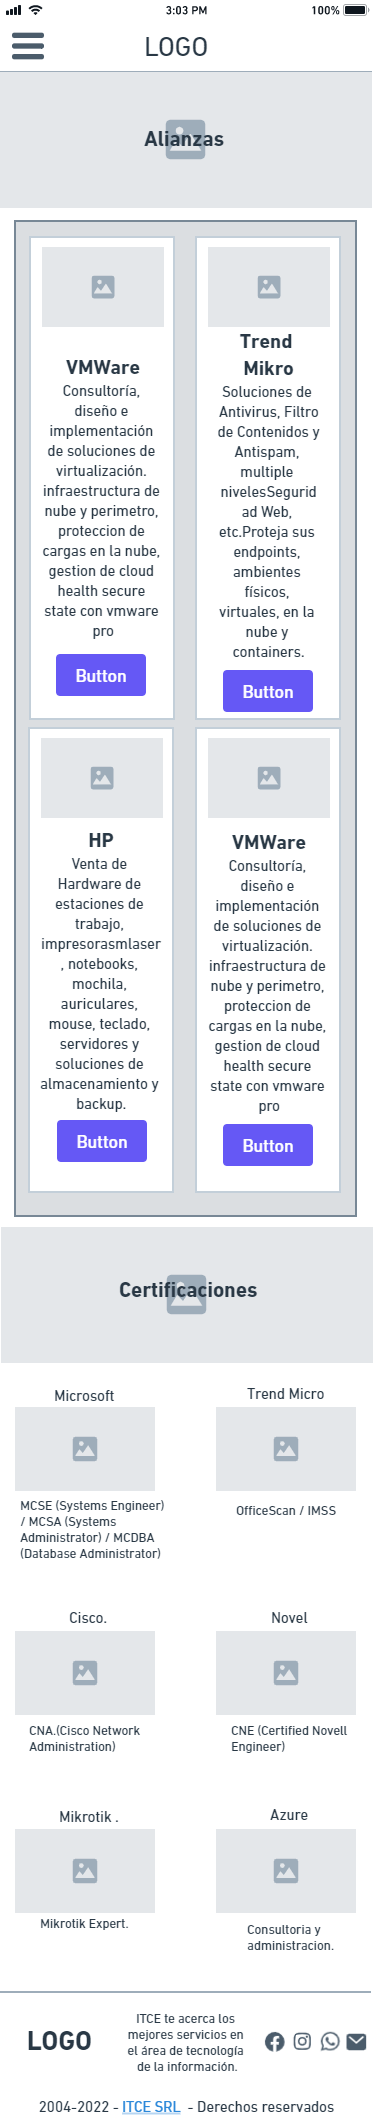 3:03 PM
100%
LOGO
Alianzas
VMWare
Consultoría,
diseño e
implementación
de soluciones de
virtualización.
infraestructura de
nube y perimetro,
proteccion de
cargas en la nube,
gestion de cloud
health secure
state con vmware
pro
Button
Trend
Mikro
Soluciones de
Antivirus, Filtro
de Contenidos y
Antispam,
multiple
nivelesSegurid
ad Web,
etc.Proteja sus
endpoints,
ambientes
físicos,
virtuales, en la
nube y
containers.
Button
HP
Venta de
Hardware de
estaciones de
trabajo,
impresorasmlaser
, notebooks,
mochila,
auriculares,
mouse, teclado,
servidores y
soluciones de
almacenamiento y
backup.
Button
VMWare
Consultoría,
diseño e
implementación
de soluciones de
virtualización.
infraestructura de
nube y perimetro,
proteccion de
cargas en la nube,
gestion de cloud
health secure
state con vmware
pro
Button
Certificaciones
Microsoft
MCSE (Systems Engineer)
/ MCSA (Systems
Administrator) / MCDBA
(Database Administrator)
Trend Micro
OfficeScan / IMSS
Cisco.
CNA.(Cisco Network
Administration)
Novel
CNE (Certified Novell
Engineer)
Mikrotik .
Mikrotik Expert.
Azure
Consultoria y
administracion.
LOGO
ITCE te acerca los
mejores servicios en
el área de tecnología
de la información.
2004-2022 - ITCE SRL - Derechos reservados